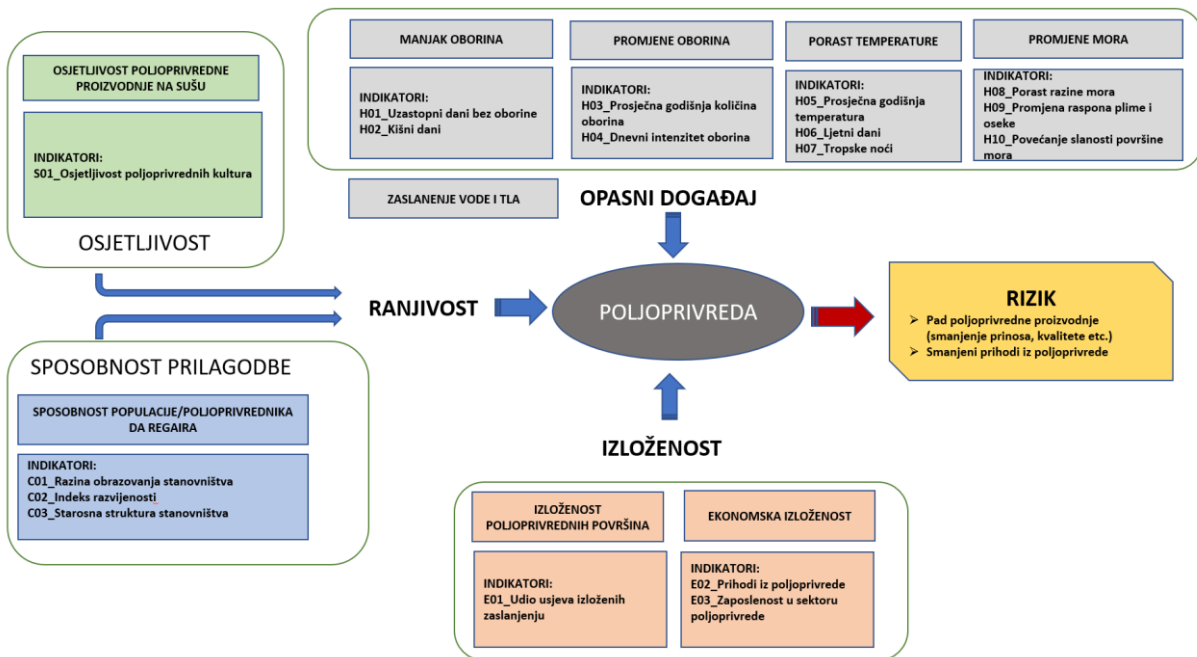 MANJAK OBORINA
INDIKATORI:
H01_Uzastopni dani bez oborine
H02_Kišni dani
PROMJENE OBORINA
INDIKATORI:
H03_Prosječna godišnja količina
oborina
H04_Dnevni intenzitet oborina
PORAST TEMPERATURE
INDIKATORI:
H05_Prosječna godišnja
temperatura
H06_Ljetni dani
H07_Tropske noći
PROMJENE MORA
INDIKATORI:
H08_Porast razine mora
H09_Promjena raspona plime i
oseke
H10_Povećanje slanosti površine
mora
ZASLANENJE VODE I TLA
OPASNI DOGAĐAJ
OSJETLJIVOST POLJOPRIVREDNE
PROIZVODNJE NA SUŠU
INDIKATORI:
S01_Osjetljivost poljoprivrednih kultura
OSJETLJIVOST
RANJIVOST
POLJOPRIVREDA
RIZIK
➢ Pad poljoprivredne proizvodnje
(smanjenje prinosa, kvalitete etc.)
➢ Smanjeni prihodi iz poljoprivrede
SPOSOBNOST PRILAGODBE
SPOSOBNOST POPULACIJE/POLJOPRIVREDNIKA
DA REGAIRA
INDIKATORI:
C01_Razina obrazovanja stanovništva
C02_Indeks razvijenosti
C03_Starosna struktura stanovništva
IZLOŽENOST
IZLOŽENOST
POLJOPRIVREDNIH POVRŠINA
INDIKATORI:
E01_Udio usjeva izloženih
zaslanjenju
EKONOMSKA IZLOŽENOST
INDIKATORI:
E02_Prihodi iz poljoprivrede
E03_Zaposlenost u sektoru
poljoprivrede